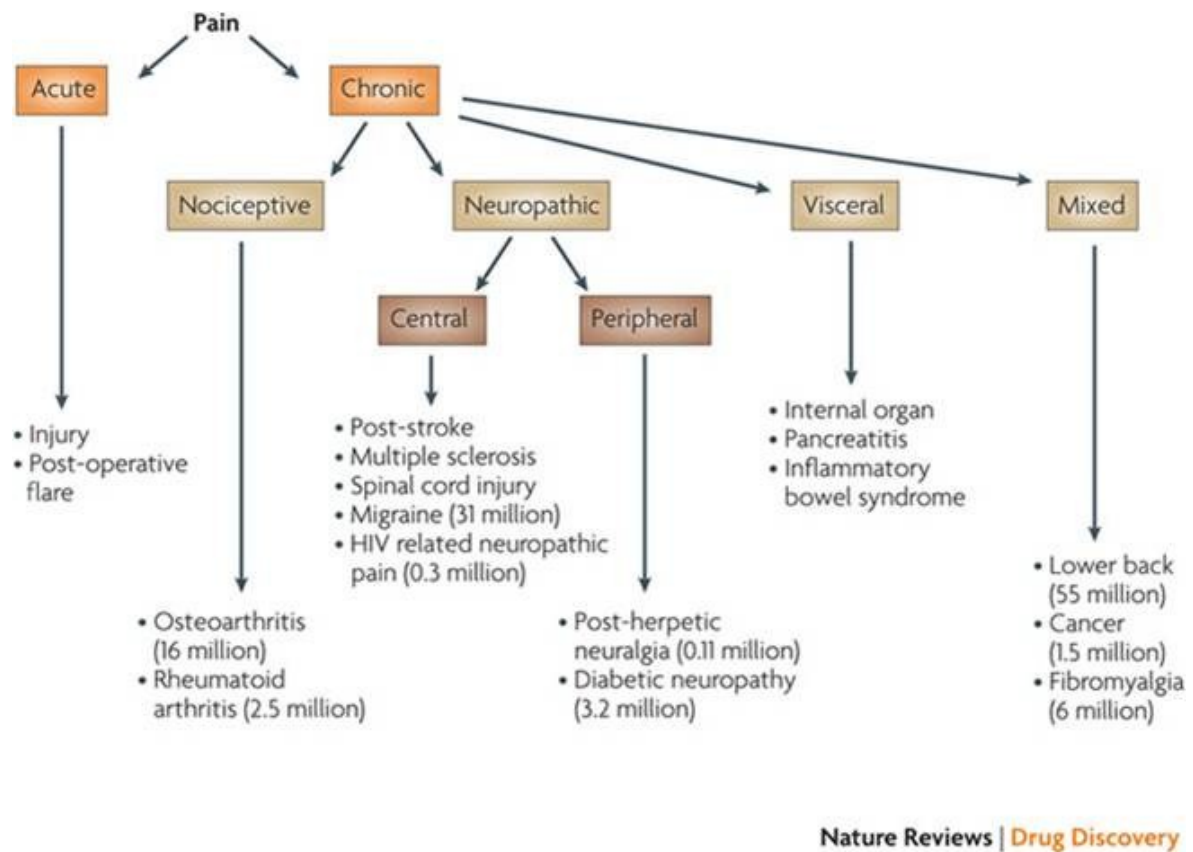 Pain
Acute
Chronic
Nociceptive
Neuropathic
Visceral
Mixed
Central
Peripheral
• Injury
• Post-operative
flare
• Post-stroke
• Multiple sclerosis
• Spinal cord injury
• Migraine (31 million)
• HIV related neuropathic
pain (0.3 million)
• Internal organ
• Pancreatitis
• Inflammatory
bowel syndrome
• Osteoarthritis
(16 million)
• Rheumatoid
arthritis (2.5 million)
• Post-herpetic
neuralgia (0.11 million)
• Diabetic neuropathy
(3.2 million)
• Lower back
(55 million)
• Cancer
(1.5 million)
• Fibromyalgia
(6 million)
Nature Reviews | Drug Discovery